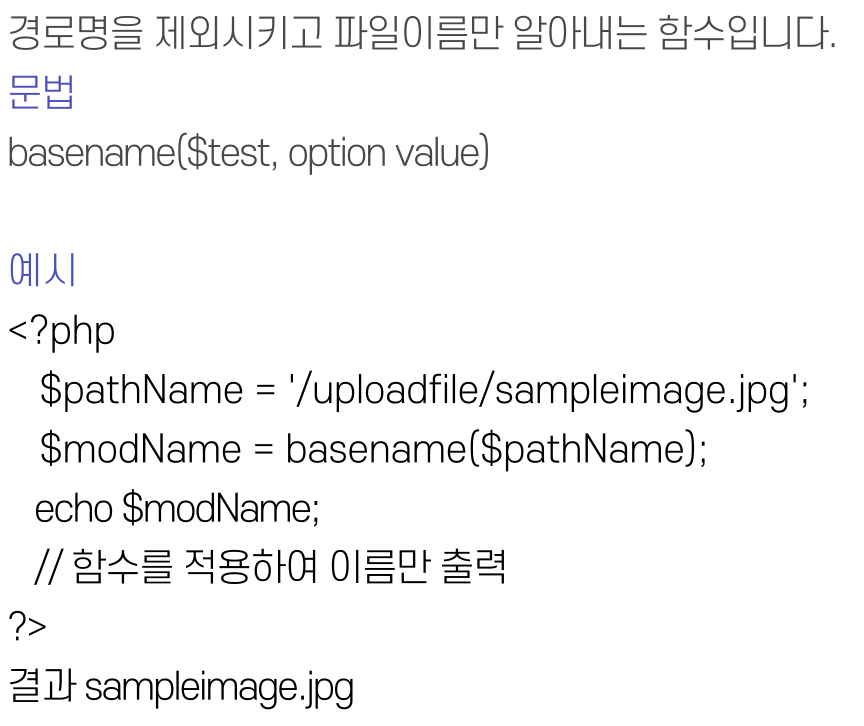 경로명을 제외시키고 파일이름만 알아내는 함수입니다.
문법
basename($test, option value)
예시
<?php
$pathName = '/uploadfile/sampleimage.jpg';
$modName = basename($pathName);
echo $modName;
// 함수를 적용하여 이름만 출력
?>
결과 sampleimage.jpg